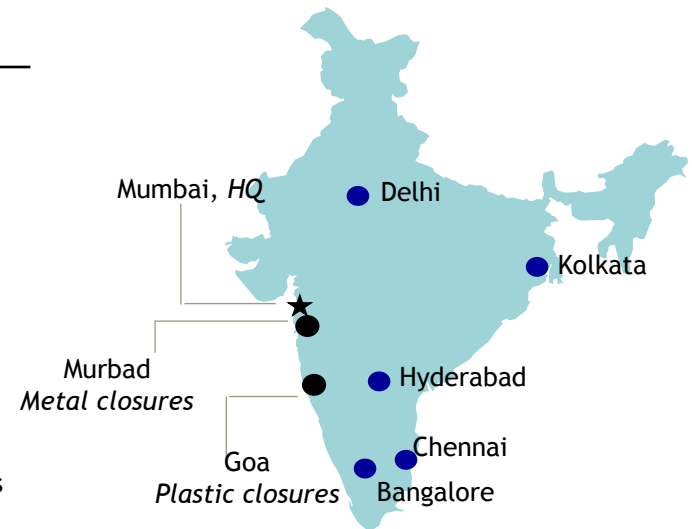 Mumbai, HQ
Delhi
Kolkata
Murbad
Metal closures
Hyderabad
Goa
Plastic closures
Chennai
Bangalore
s